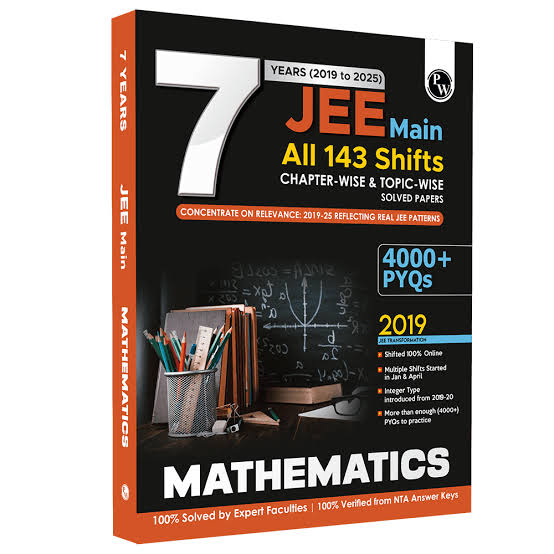 7 YEARS
JEE Main
MATHEMATICS
7
YEARS (2019 to 2025)
PW
JEE Main
All 143 Shifts
CHAPTER-WISE & TOPIC-WISE
SOLVED PAPERS
CONCENTRATE ON RELEVANCE: 2019-25 REFLECTING REAL JEE PATTERNS
4000+
PYQs
2019
JEE TRANSFORMATION
Shifted 100% Online
Multiple Shifts Started
in Jan & April
Integer Type
introduced from 2019-20
More than enough (4000+)
PYQs to practice
MATHEMATICS
100% Solved by Expert Faculties | 100% Verified from NTA Answer Keys